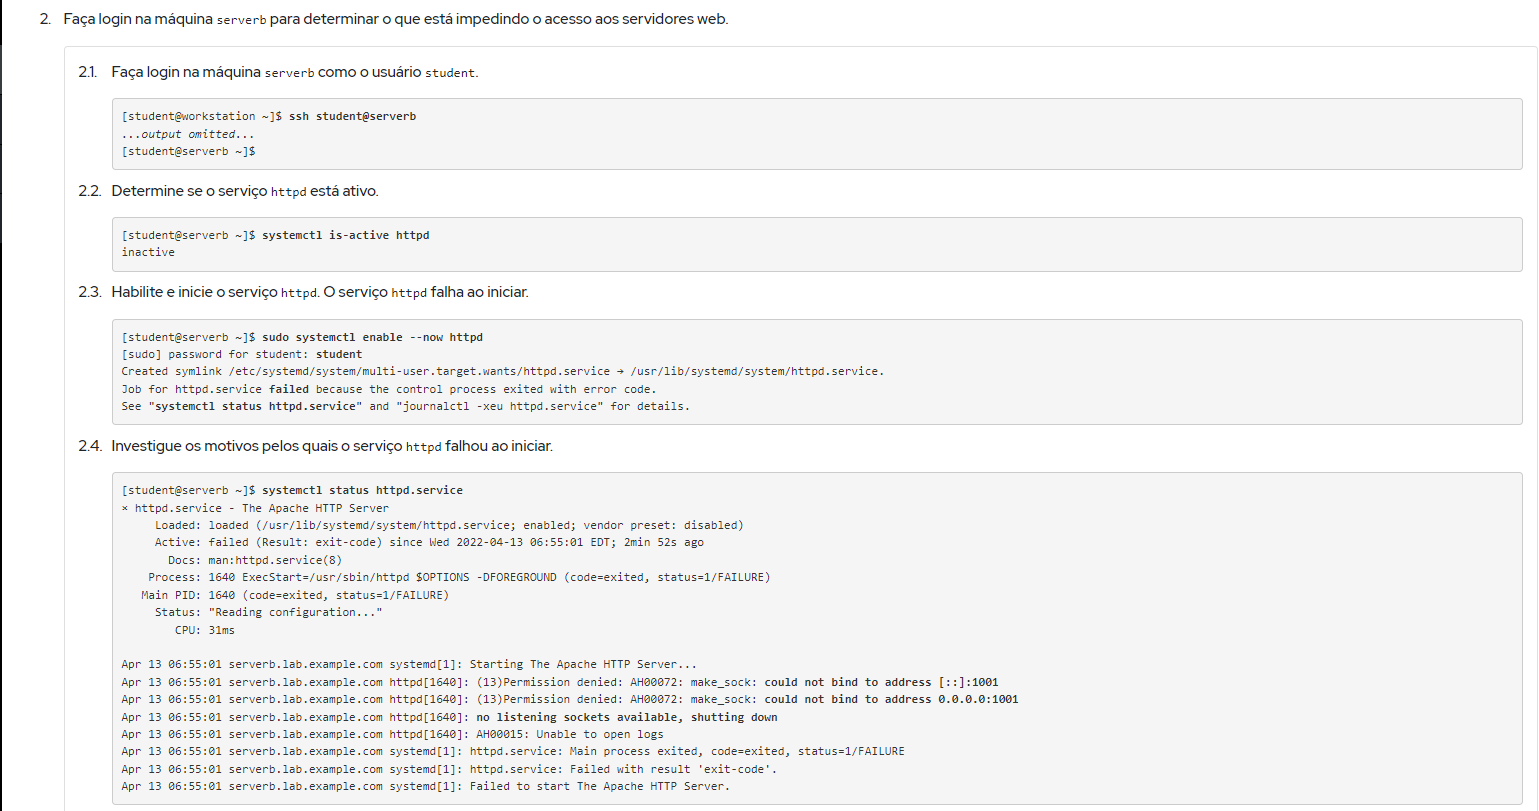 2. Faça login na máquina serverb para determinar o que está impedindo o acesso aos servidores web.
2.1. Faça login na máquina serverb como o usuário student.
[student@workstation ~]$ ssh student@serverb
...output omitted...
[student@serverb ~]$
2.2. Determine se o serviço httpd está ativo.
[student@serverb ~]$ systemctl is-active httpd
inactive
2.3. Habilite e inicie o serviço httpd. O serviço httpd falha ao iniciar.
[student@serverb ~]$ sudo systemctl enable --now httpd
[sudo] password for student: student
Created symlink /etc/systemd/system/multi-user.target.wants/httpd.service → /usr/lib/systemd/system/httpd.service.
Job for httpd.service failed because the control process exited with error code.
See "systemctl status httpd.service" and "journalctl -xeu httpd.service" for details.
2.4. Investigue os motivos pelos quais o serviço httpd falhou ao iniciar.
[student@serverb ~]$ systemctl status httpd.service
× httpd.service - The Apache HTTP Server
Loaded: loaded (/usr/lib/systemd/system/httpd.service; enabled; vendor preset: disabled)
Active: failed (Result: exit-code) since Wed 2022-04-13 06:55:01 EDT; 2min 52s ago
Docs: man:httpd.service(8)
Process: 1640 ExecStart=/usr/sbin/httpd $OPTIONS -DFOREGROUND (code=exited, status=1/FAILURE)
Main PID: 1640 (code=exited, status=1/FAILURE)
Status: "Reading configuration..."
CPU: 31ms
Apr 13 06:55:01 serverb.lab.example.com systemd[1]: Starting The Apache HTTP Server...
Apr 13 06:55:01 serverb.lab.example.com httpd[1640]: (13)Permission denied: AH00072: make_sock: could not bind to address [::]:1001
Apr 13 06:55:01 serverb.lab.example.com httpd[1640]: (13)Permission denied: AH00072: make_sock: could not bind to address 0.0.0.0:1001
Apr 13 06:55:01 serverb.lab.example.com httpd[1640]: no listening sockets available, shutting down
Apr 13 06:55:01 serverb.lab.example.com httpd[1640]: AH00015: Unable to open logs
Apr 13 06:55:01 serverb.lab.example.com systemd[1]: httpd.service: Main process exited, code=exited, status=1/FAILURE
Apr 13 06:55:01 serverb.lab.example.com systemd[1]: httpd.service: Failed with result 'exit-code'.
Apr 13 06:55:01 serverb.lab.example.com systemd[1]: Failed to start The Apache HTTP Server.